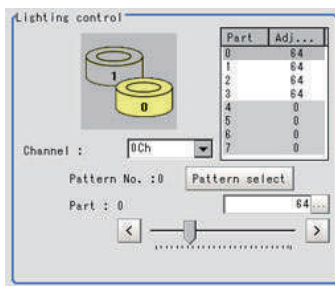 Lighting control
1
0
Part Adj...
0 64
1 64
2 64
3 64
4 0
5 0
6 0
7 0
Channel : 0Ch
Pattern No. :0 Pattern select
Part : 0 64 ...
< >